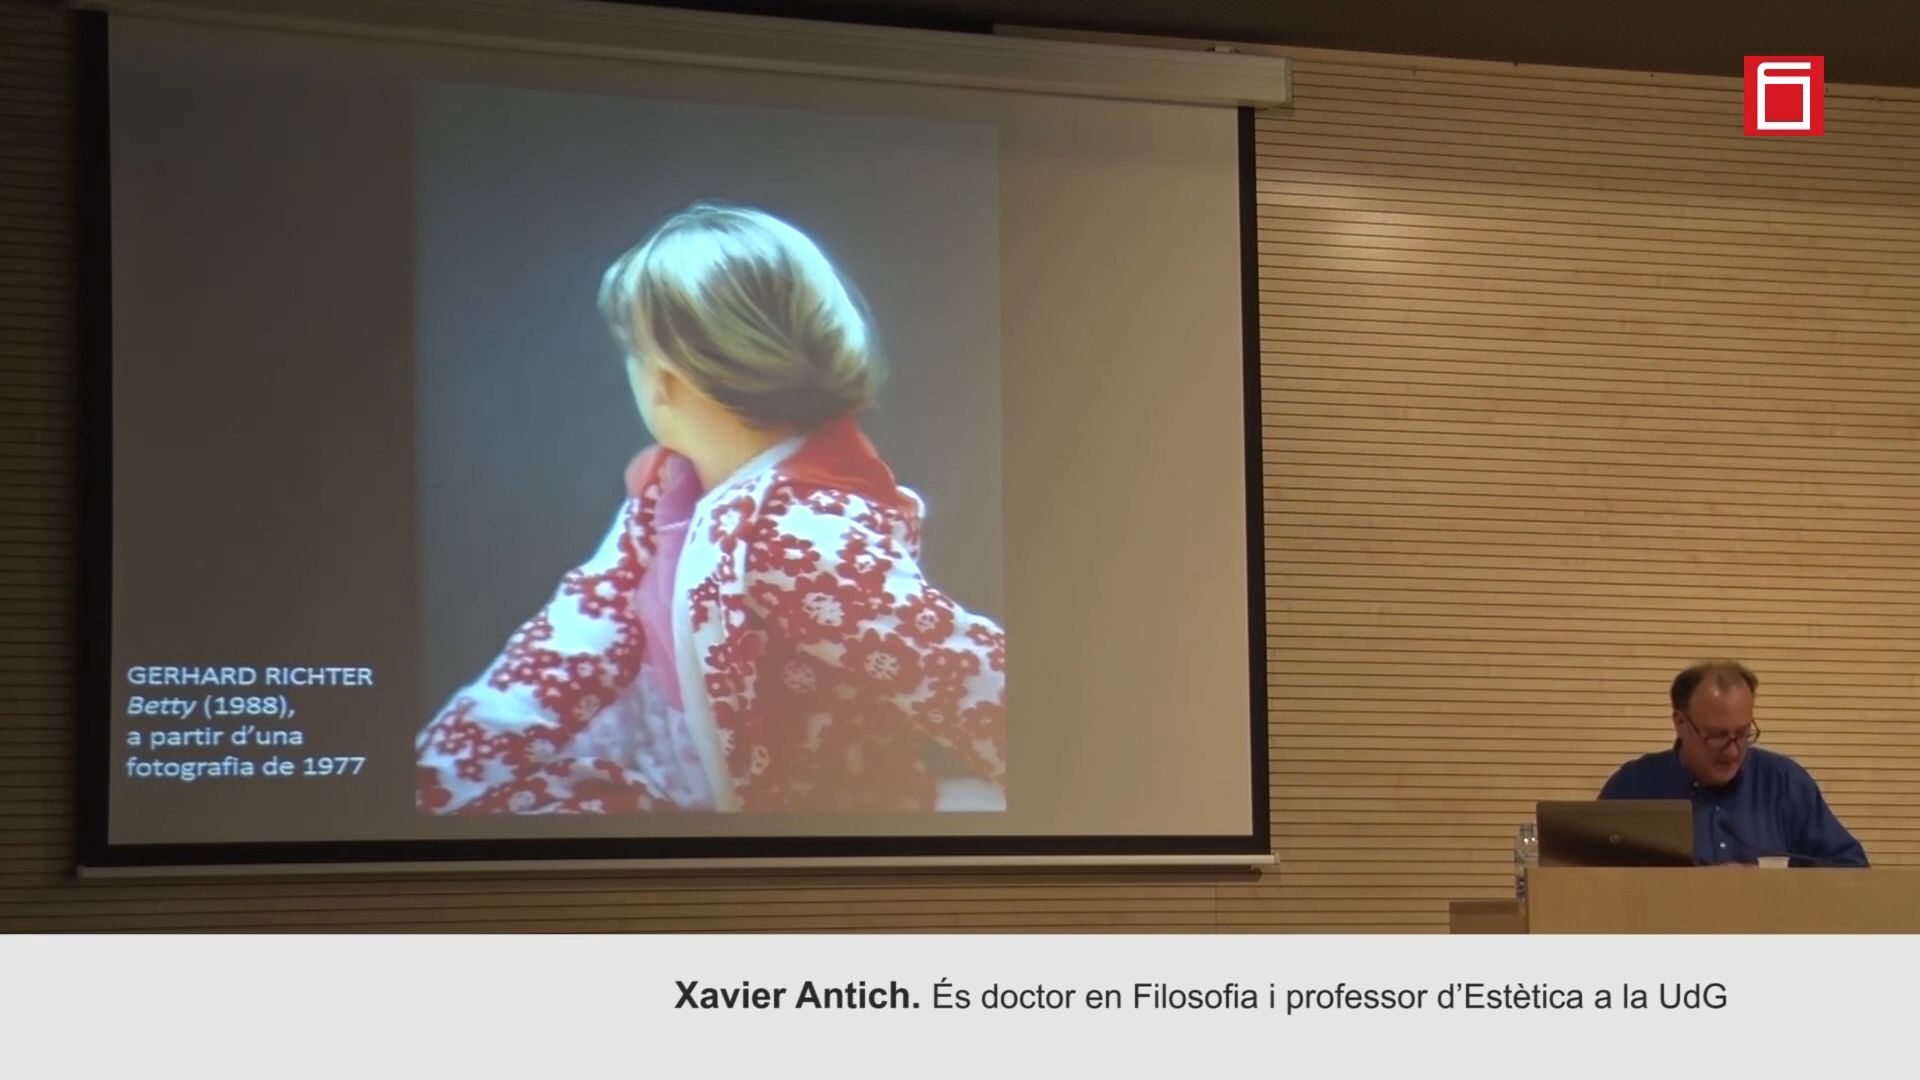 GERHARD RICHTER
Betty (1988),
a partir d’una
fotografia de 1977
Xavier Antich. És doctor en Filosofia i professor d’Estètica a la UdG